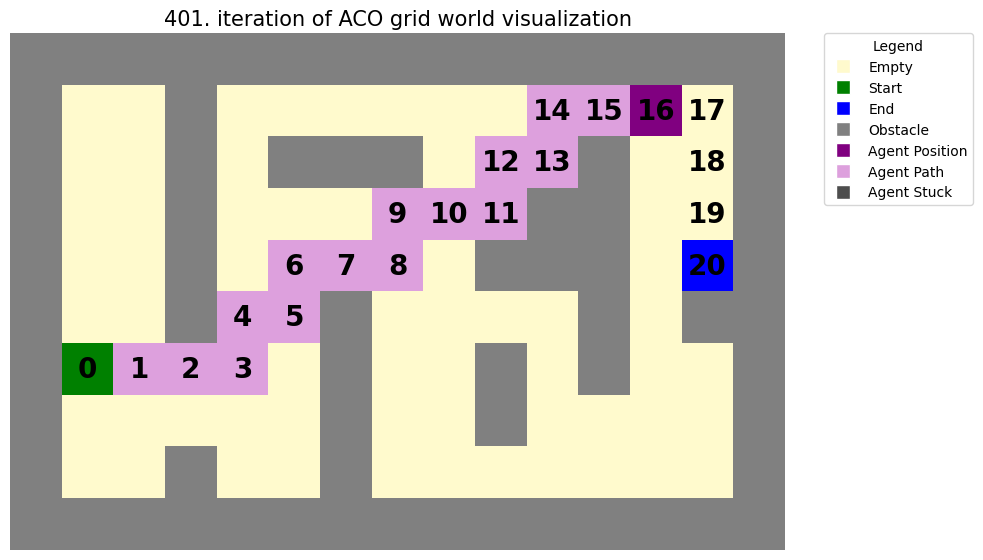 401. iteration of ACO grid world visualization
14 15 16 17
12 13 18
9 10 11 19
6 7 8 20
4 5
0 1 2 3
Legend
Empty
Start
End
Obstacle
Agent Position
Agent Path
Agent Stuck